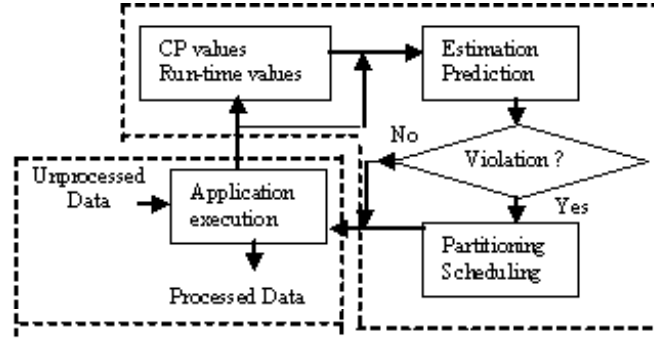 CP values
Run-time values
Estimation
Prediction
No
Violation ?
Yes
Unprocessed
Data
Application
execution
Partitioning
Scheduling
Processed Data